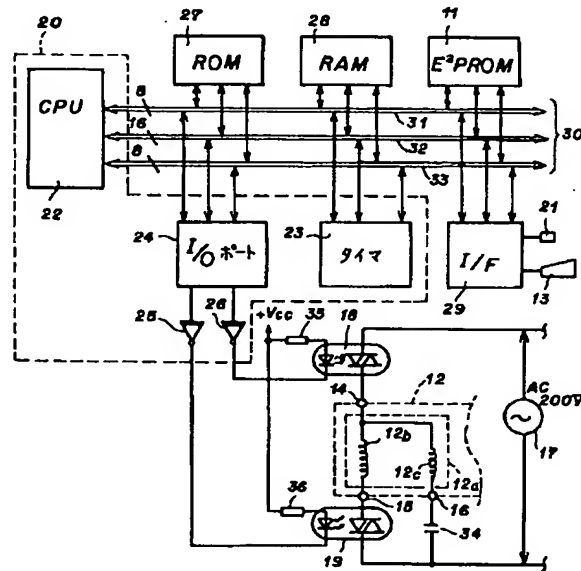 20
27
28
11
ROM
RAM
E²PROM
CPU
8
16
8
31
32
33
30
22
24
I/O ポート
23
タイマ
I/F
29
21
13
25
26
+Vcc
35
18
14
12
12b
12c
12a
AC
200V
17
36
15
16
34
19